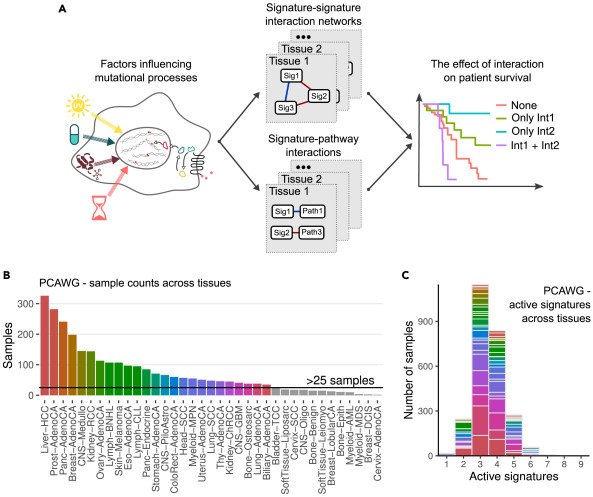 A
Factors influencing
mutational processes
UV
Signature-signature
interaction networks
•••
Tissue 2
Tissue 1
Sig1
Sig2
Sig3
Signature-pathway
interactions
•••
Tissue 2
Tissue 1
Sig1
Path1
Sig2
Path3
The effect of interaction
on patient survival
None
Only Int1
Only Int2
Int1 + Int2
B
PCAWG - sample counts across tissues
Samples
300
200
100
0
>25 samples
Liver-HCC
Prost-AdenoCA
Panc-AdenoCA
Breast-AdenoCA
CNS-Medullo
Kidney-RCC
Ovary-AdenoCA
Lymph-BNHL
Skin-Melanoma
Eso-AdenoCA
Lymph-CLL
Panc-Endocrine
Stomach-AdenoCA
CNS-PiloAstro
ColoRect-AdenoCA
Head-SCC
Myeloid-MPN
Uterus-AdenoCA
Lung-SCC
Thy-AdenoCA
Kidney-ChRCC
CNS-GBM
Bone-Osteosarc
Lung-AdenoCA
Biliary-AdenoCA
Bladder-TCC
SoftTissue-Liposarc
Cervix-SCC
CNS-Oligo
Bone-Benign
SoftTissue-Leiomyo
Breast-LobularCA
Bone-Epith
Myeloid-AML
Myeloid-MDS
Breast-DCIS
Cervix-AdenoCA
C
PCAWG -
active signatures
across tissues
Number of samples
900
600
300
0
1 2 3 4 5 6 7 8 9
Active signatures